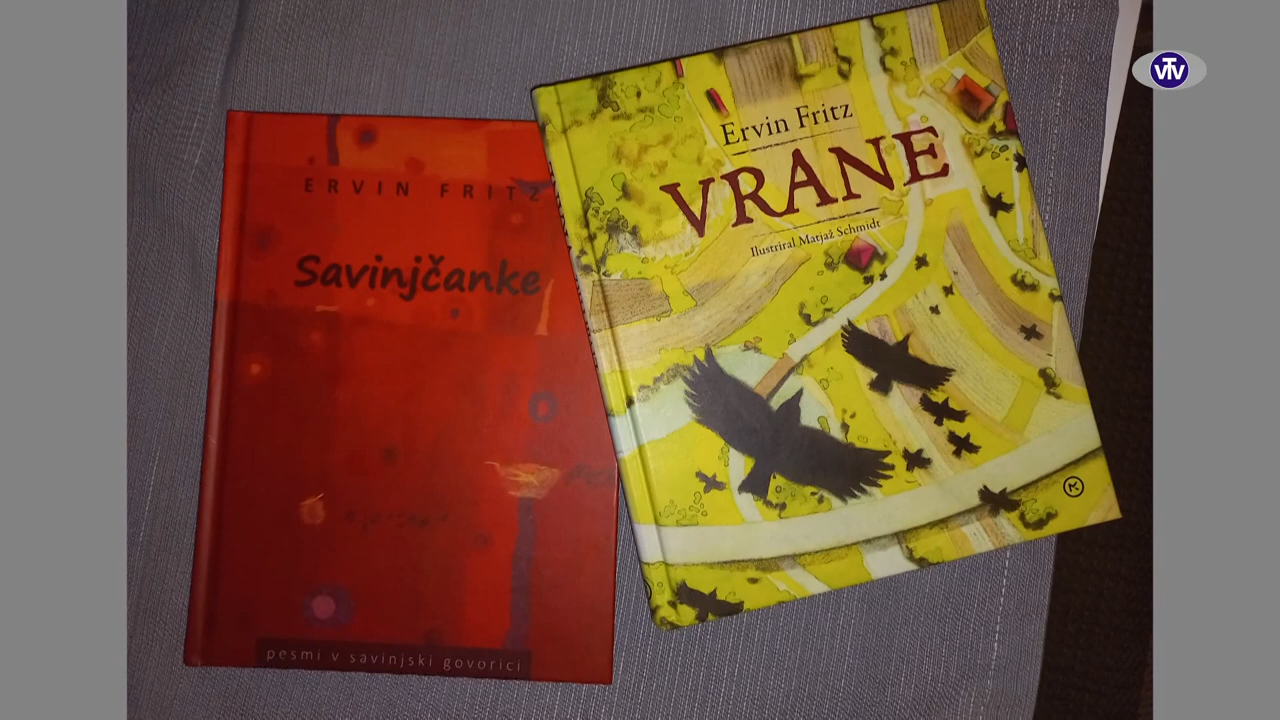 ERVIN FRITZ
Savinjčanke
pesmi v savinjski govorici
Ervin Fritz
VRANE
Ilustriral Matjaž Schmidt
VTV